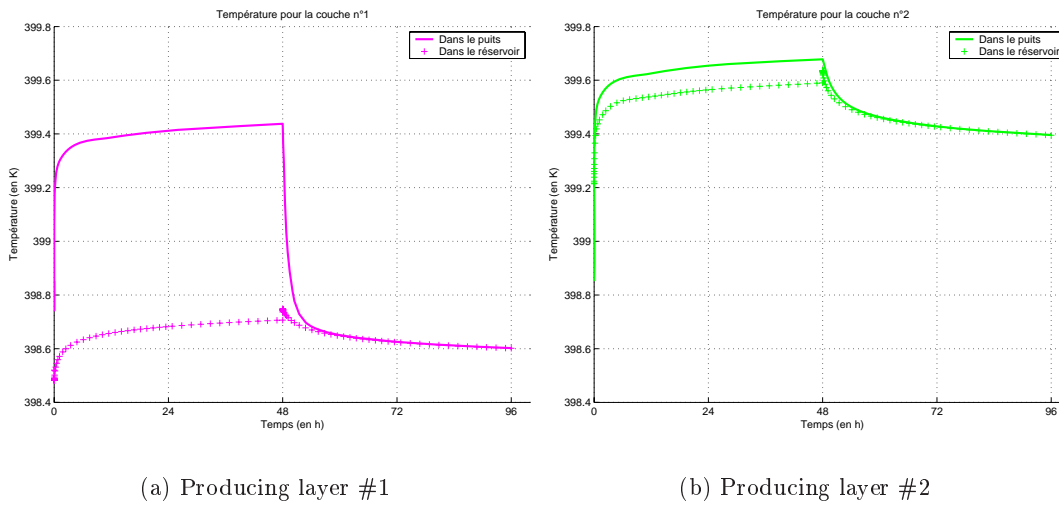 Température pour la couche n°1
399.8
399.6
399.4
399.2
399
398.8
398.6
398.4
Température (en K)
0
24
48
72
96
Temps (en h)
Dans le puits
Dans le réservoir
(a) Producing layer #1
Température pour la couche n°2
399.8
399.6
399.4
399.2
399
398.8
398.6
398.4
Température (en K)
0
24
48
72
96
Temps (en h)
Dans le puits
Dans le réservoir
(b) Producing layer #2